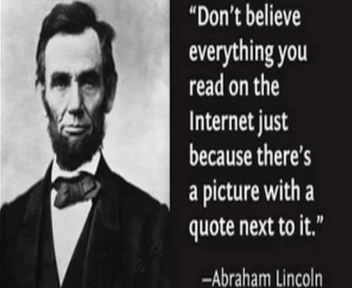 “Don’t believe
everything you
read on the
Internet just
because there’s
a picture with a
quote next to it.”
—Abraham Lincoln